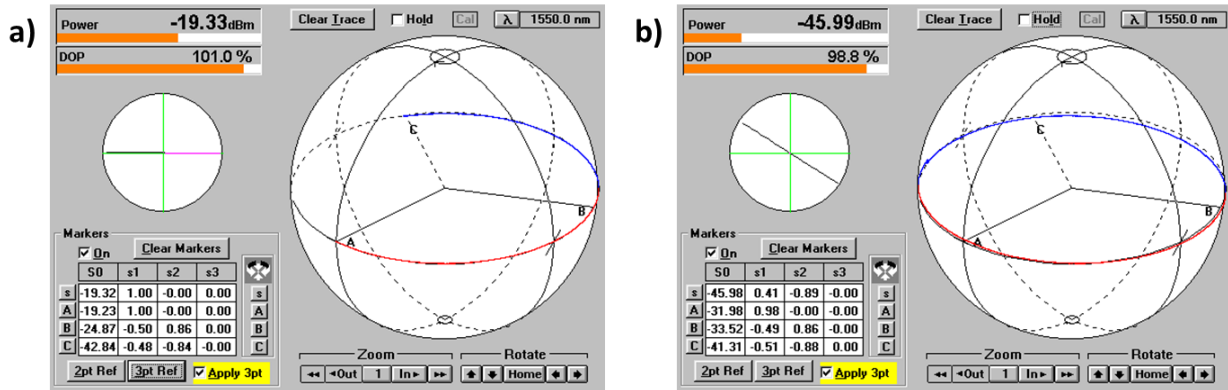 a)
Power -19.33dBm
DOP 101.0 %
Clear Trace Hold Cal λ 1550.0 nm
C
B
A
Markers
On Clear Markers
S0 s1 s2 s3
s -19.32 1.00 -0.00 0.00 s
A -19.23 1.00 -0.00 0.00 A
B -24.87 -0.50 0.86 -0.00 B
C -42.84 -0.48 -0.84 -0.00 C
2pt Ref 3pt Ref Apply 3pt
Zoom Rotate
Out 1 In Home
b)
Power -45.99dBm
DOP 98.8 %
Clear Trace Hold Cal λ 1550.0 nm
C
B
A
Markers
On Clear Markers
S0 s1 s2 s3
s -45.98 0.41 -0.89 -0.00 s
A -31.98 0.98 -0.00 0.00 A
B -33.52 -0.49 0.86 -0.00 B
C -41.31 -0.51 -0.88 0.00 C
2pt Ref 3pt Ref Apply 3pt
Zoom Rotate
Out 1 In Home